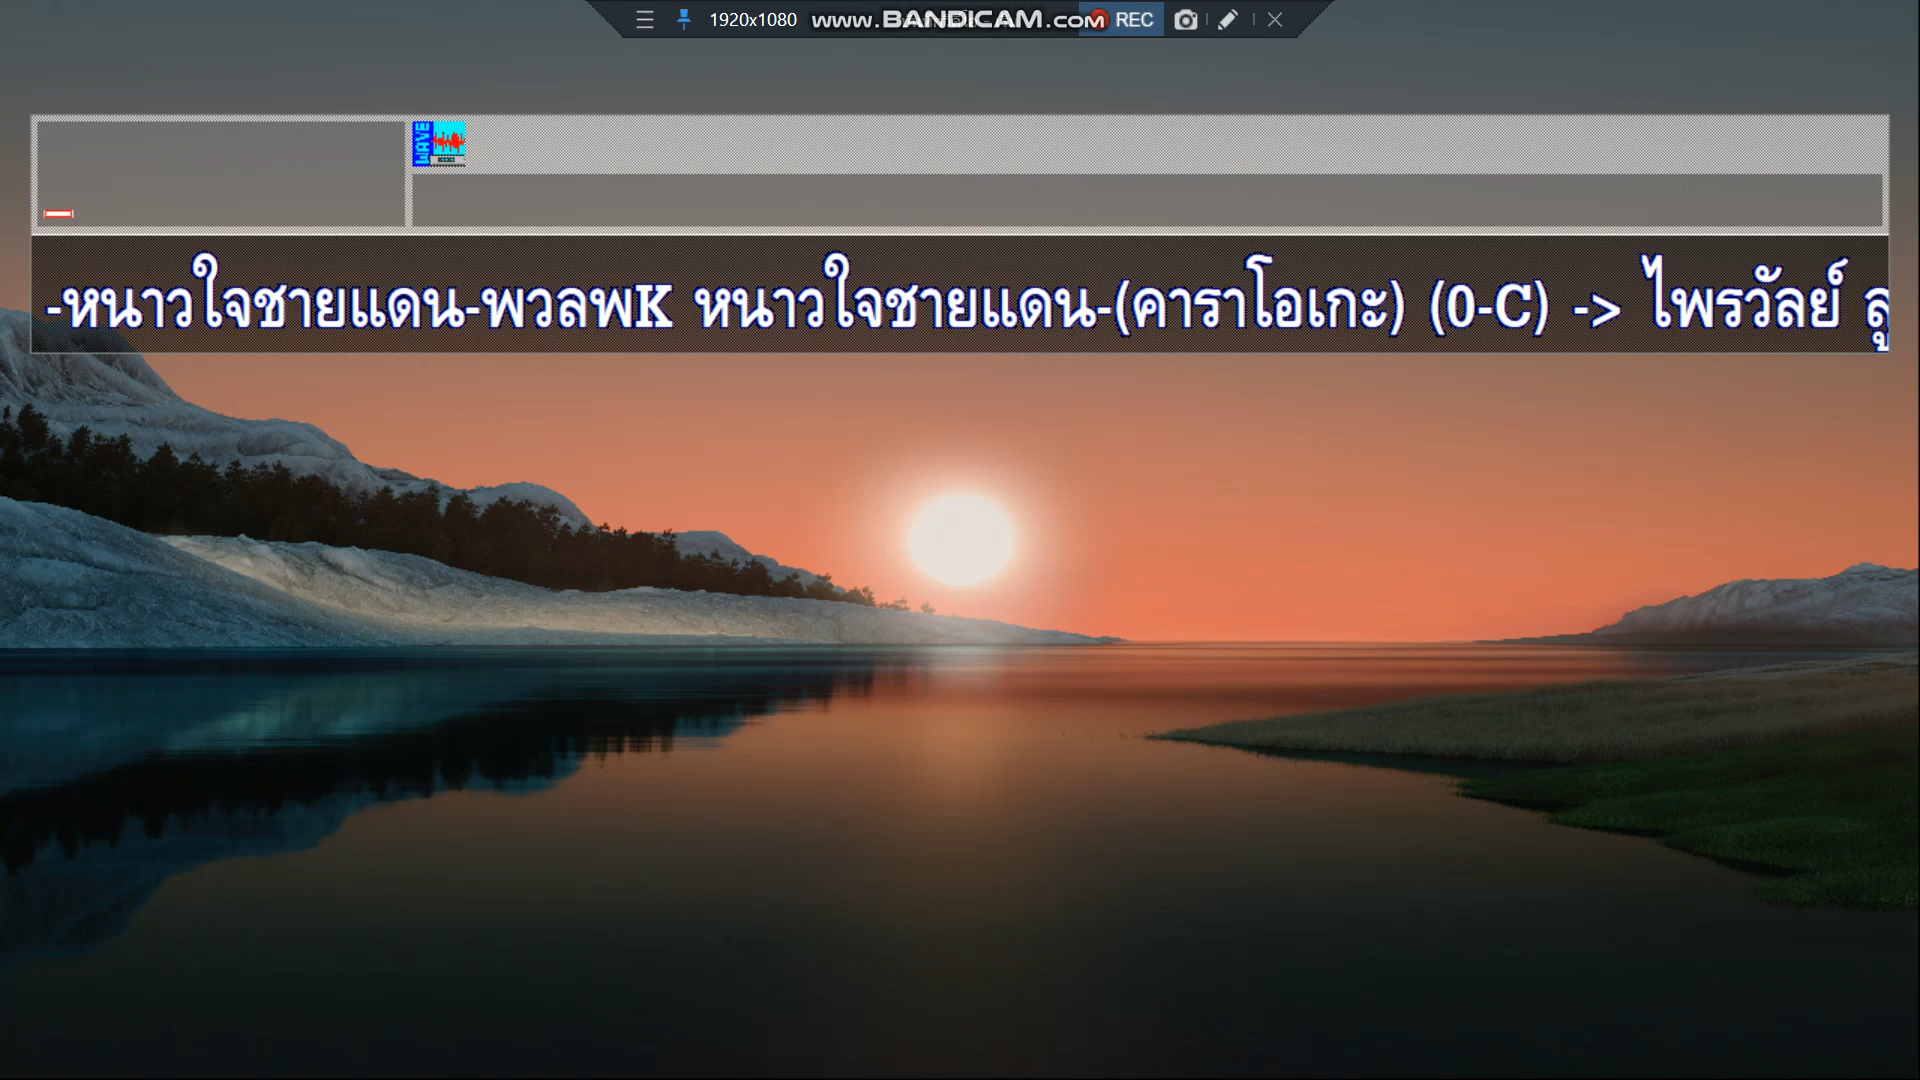 1920x1080 www.BANDICAM.com REC
WAVE
-หนาวใจชายแดน-พวลพK หนาวใจชายแดน-(คาราโอเกะ) (0-C) -> ไพรวัลย์ ลู